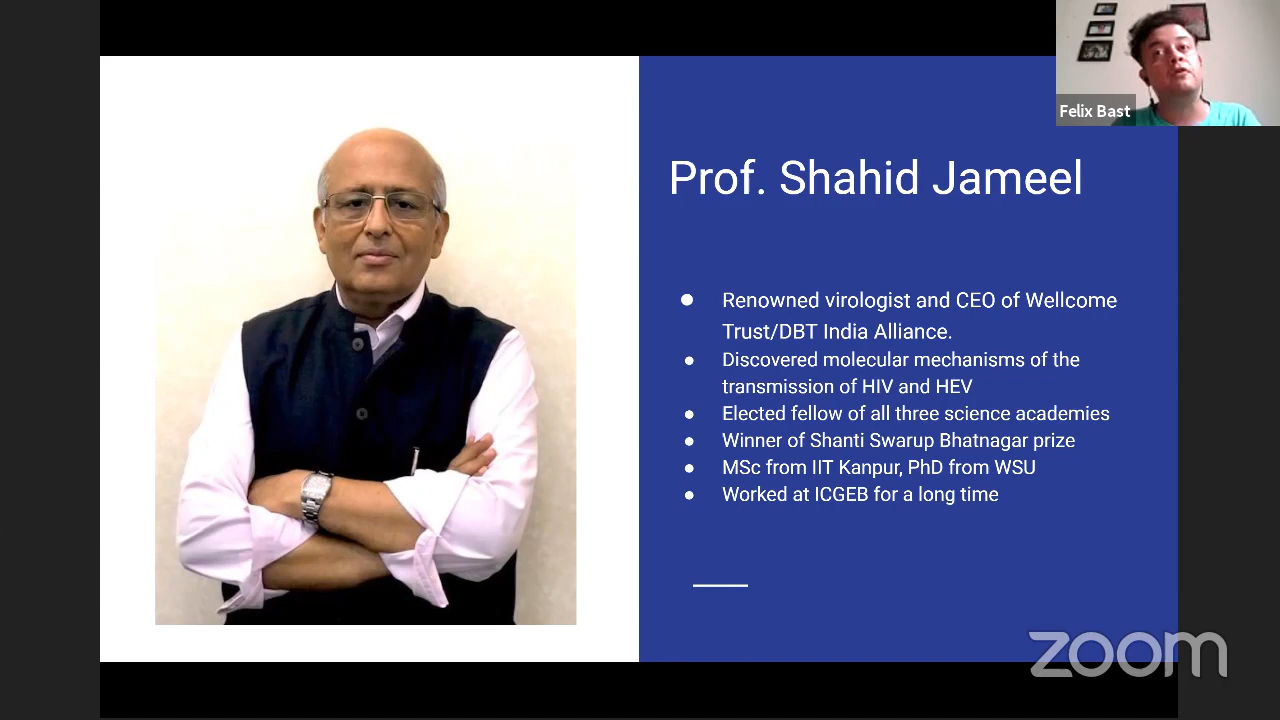 Felix Bast
Prof. Shahid Jameel
● Renowned virologist and CEO of Wellcome
Trust/DBT India Alliance.
● Discovered molecular mechanisms of the
transmission of HIV and HEV
● Elected fellow of all three science academies
● Winner of Shanti Swarup Bhatnagar prize
● MSc from IIT Kanpur, PhD from WSU
● Worked at ICGEB for a long time
zoom